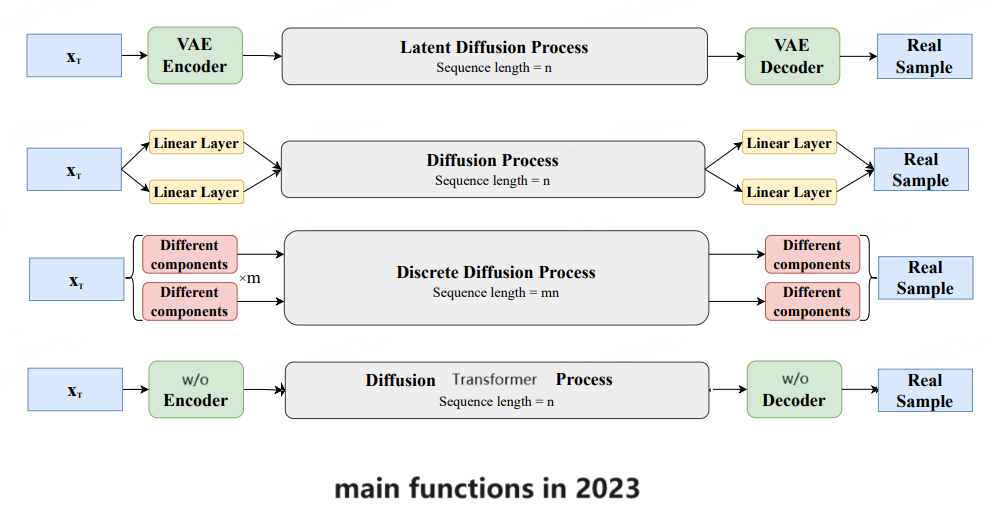 x_T
VAE
Encoder
Latent Diffusion Process
Sequence length = n
VAE
Decoder
Real
Sample
x_T
Linear Layer
Linear Layer
Diffusion Process
Sequence length = n
Linear Layer
Linear Layer
Real
Sample
x_T
Different
components
×m
Different
components
Discrete Diffusion Process
Sequence length = mn
Different
components
Different
components
Real
Sample
x_T
w/o
Encoder
Diffusion Transformer Process
Sequence length = n
w/o
Decoder
Real
Sample
main functions in 2023